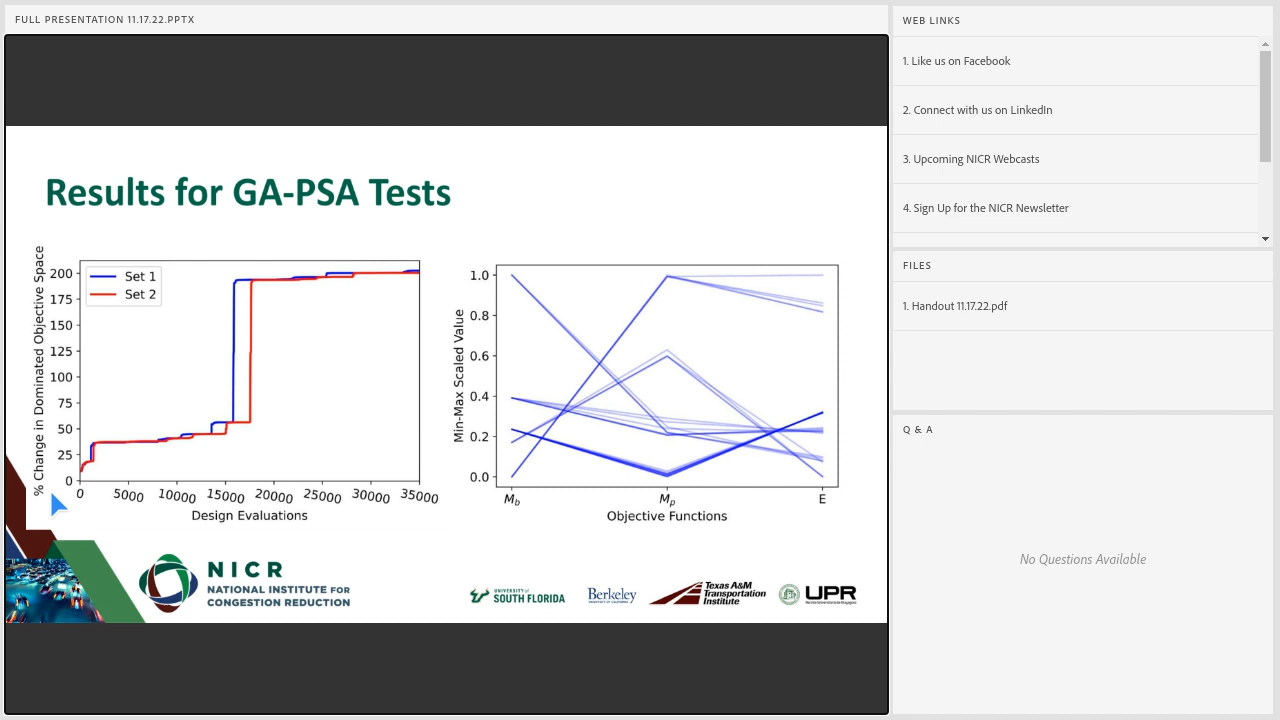 FULL PRESENTATION 11.17.22.PPTX
Results for GA-PSA Tests
% Change in Dominated Objective Space
200
175
150
125
100
75
50
25
0
Set 1
Set 2
0 5000 10000 15000 20000 25000 30000 35000
Design Evaluations
Min-Max Scaled Value
1.0
0.8
0.6
0.4
0.2
0.0
Mb Mp E
Objective Functions
NICR
NATIONAL INSTITUTE FOR
CONGESTION REDUCTION
UNIVERSITY of
SOUTH FLORIDA
Berkeley
UNIVERSITY OF CALIFORNIA
Texas A&M
Transportation
Institute
UPR
WEB LINKS
1. Like us on Facebook
2. Connect with us on LinkedIn
3. Upcoming NICR Webcasts
4. Sign Up for the NICR Newsletter
FILES
1. Handout 11.17.22.pdf
Q & A
No Questions Available